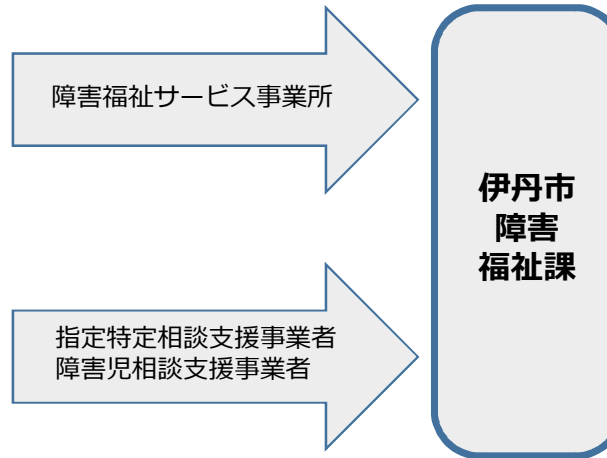 障害福祉サービス事業所
指定特定相談支援事業者
障害児相談支援事業者
伊丹市
障害
福祉課